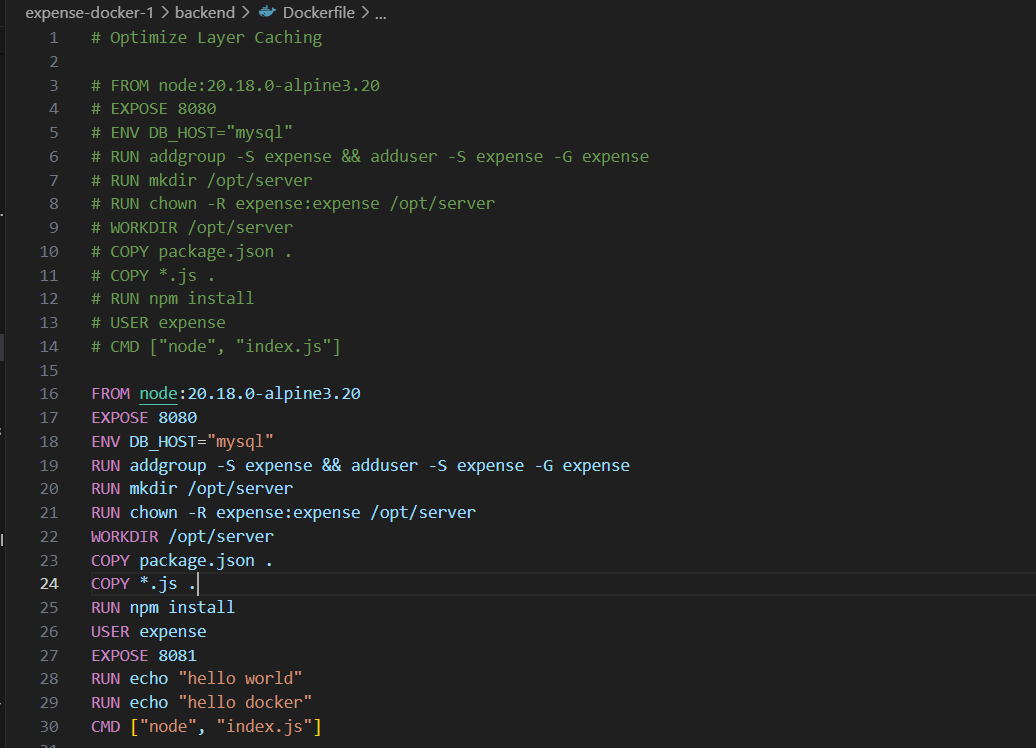 expense-docker-1 > backend > Dockerfile > ...
1 # Optimize Layer Caching
2
3 # FROM node:20.18.0-alpine3.20
4 # EXPOSE 8080
5 # ENV DB_HOST="mysql"
6 # RUN addgroup -S expense && adduser -S expense -G expense
7 # RUN mkdir /opt/server
8 # RUN chown -R expense:expense /opt/server
9 # WORKDIR /opt/server
10 # COPY package.json .
11 # COPY *.js .
12 # RUN npm install
13 # USER expense
14 # CMD ["node", "index.js"]
15
16 FROM node:20.18.0-alpine3.20
17 EXPOSE 8080
18 ENV DB_HOST="mysql"
19 RUN addgroup -S expense && adduser -S expense -G expense
20 RUN mkdir /opt/server
21 RUN chown -R expense:expense /opt/server
22 WORKDIR /opt/server
23 COPY package.json .
24 COPY *.js .
25 RUN npm install
26 USER expense
27 EXPOSE 8081
28 RUN echo "hello world"
29 RUN echo "hello docker"
30 CMD ["node", "index.js"]